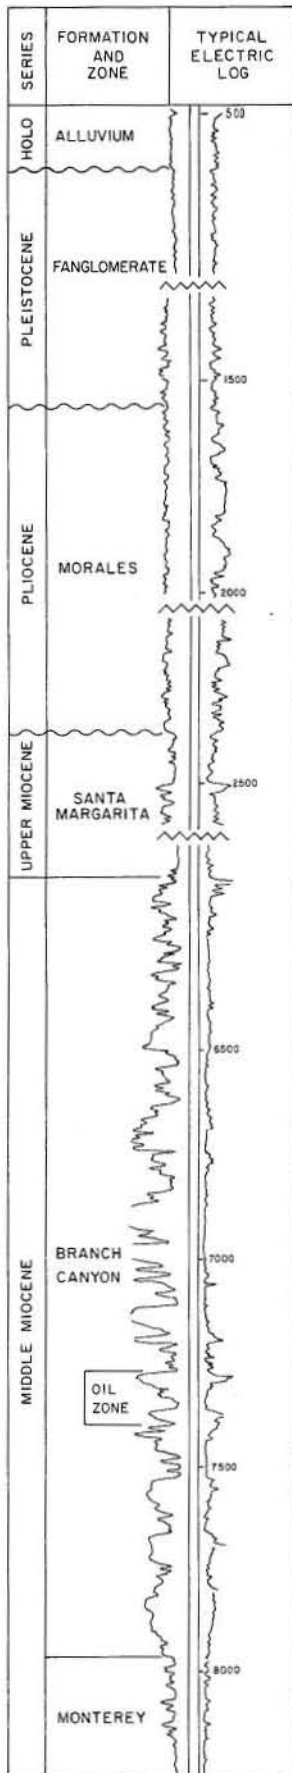 SERIES
FORMATION
AND
ZONE
TYPICAL
ELECTRIC
LOG
HOLO
ALLUVIUM
500
PLEISTOCENE
FANGLOMERATE
1500
PLIOCENE
MORALES
2000
UPPER MIOCENE
SANTA
MARGARITA
2500
MIDDLE MIOCENE
6500
BRANCH
CANYON
7000
OIL
ZONE
7500
8000
MONTEREY